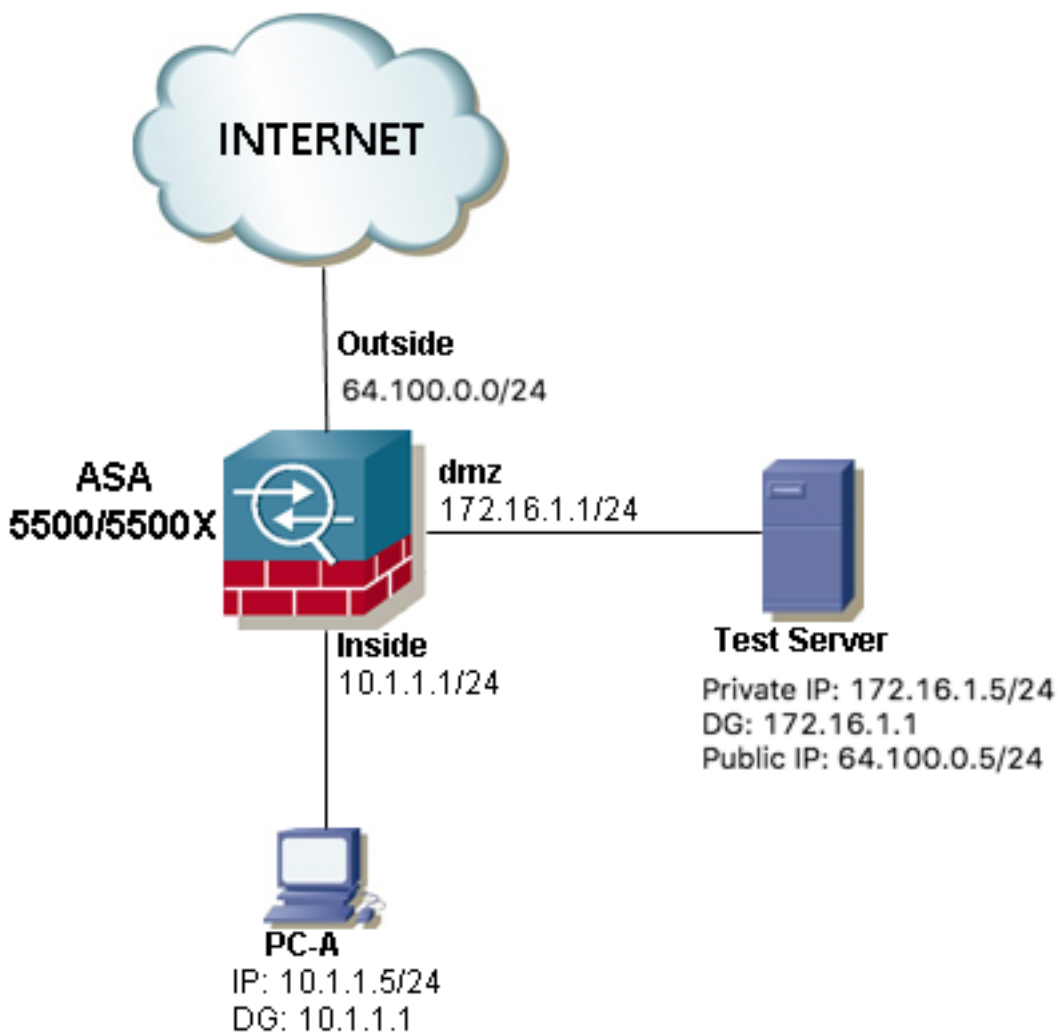 INTERNET
Outside
64.100.0.0/24
ASA
5500/5500X
dmz
172.16.1.1/24
Inside
10.1.1.1/24
Test Server
Private IP: 172.16.1.5/24
DG: 172.16.1.1
Public IP: 64.100.0.5/24
PC-A
IP: 10.1.1.5/24
DG: 10.1.1.1